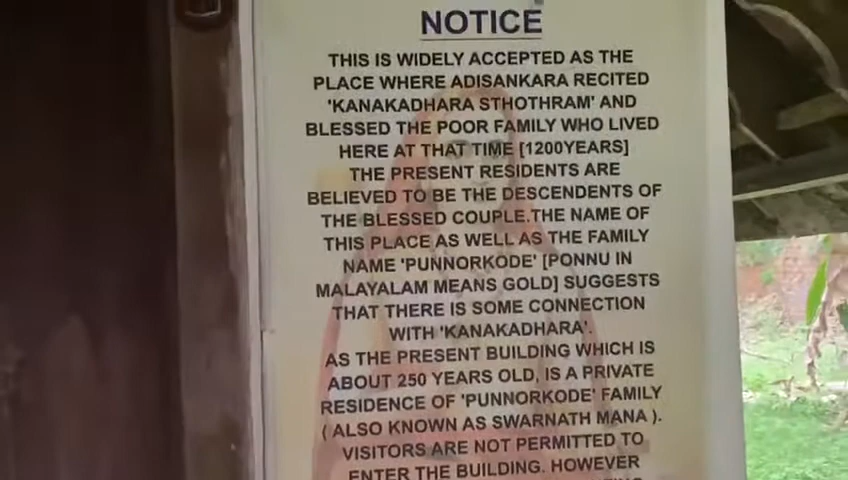 NOTICE
THIS IS WIDELY ACCEPTED AS THE
PLACE WHERE ADISANKARA RECITED
'KANAKADHARA STHOTHRAM' AND
BLESSED THE POOR FAMILY WHO LIVED
HERE AT THAT TIME [1200YEARS]
THE PRESENT RESIDENTS ARE
BELIEVED TO BE THE DESCENDENTS OF
THE BLESSED COUPLE.THE NAME OF
THIS PLACE AS WELL AS THE FAMILY
NAME 'PUNNORKODE' [PONNU IN
MALAYALAM MEANS GOLD] SUGGESTS
THAT THERE IS SOME CONNECTION
WITH 'KANAKADHARA'.
AS THE PRESENT BUILDING WHICH IS
ABOUT 250 YEARS OLD, IS A PRIVATE
RESIDENCE OF 'PUNNORKODE' FAMILY
( ALSO KNOWN AS SWARNATH MANA ).
VISITORS ARE NOT PERMITTED TO
ENTER THE BUILDING. HOWEVER